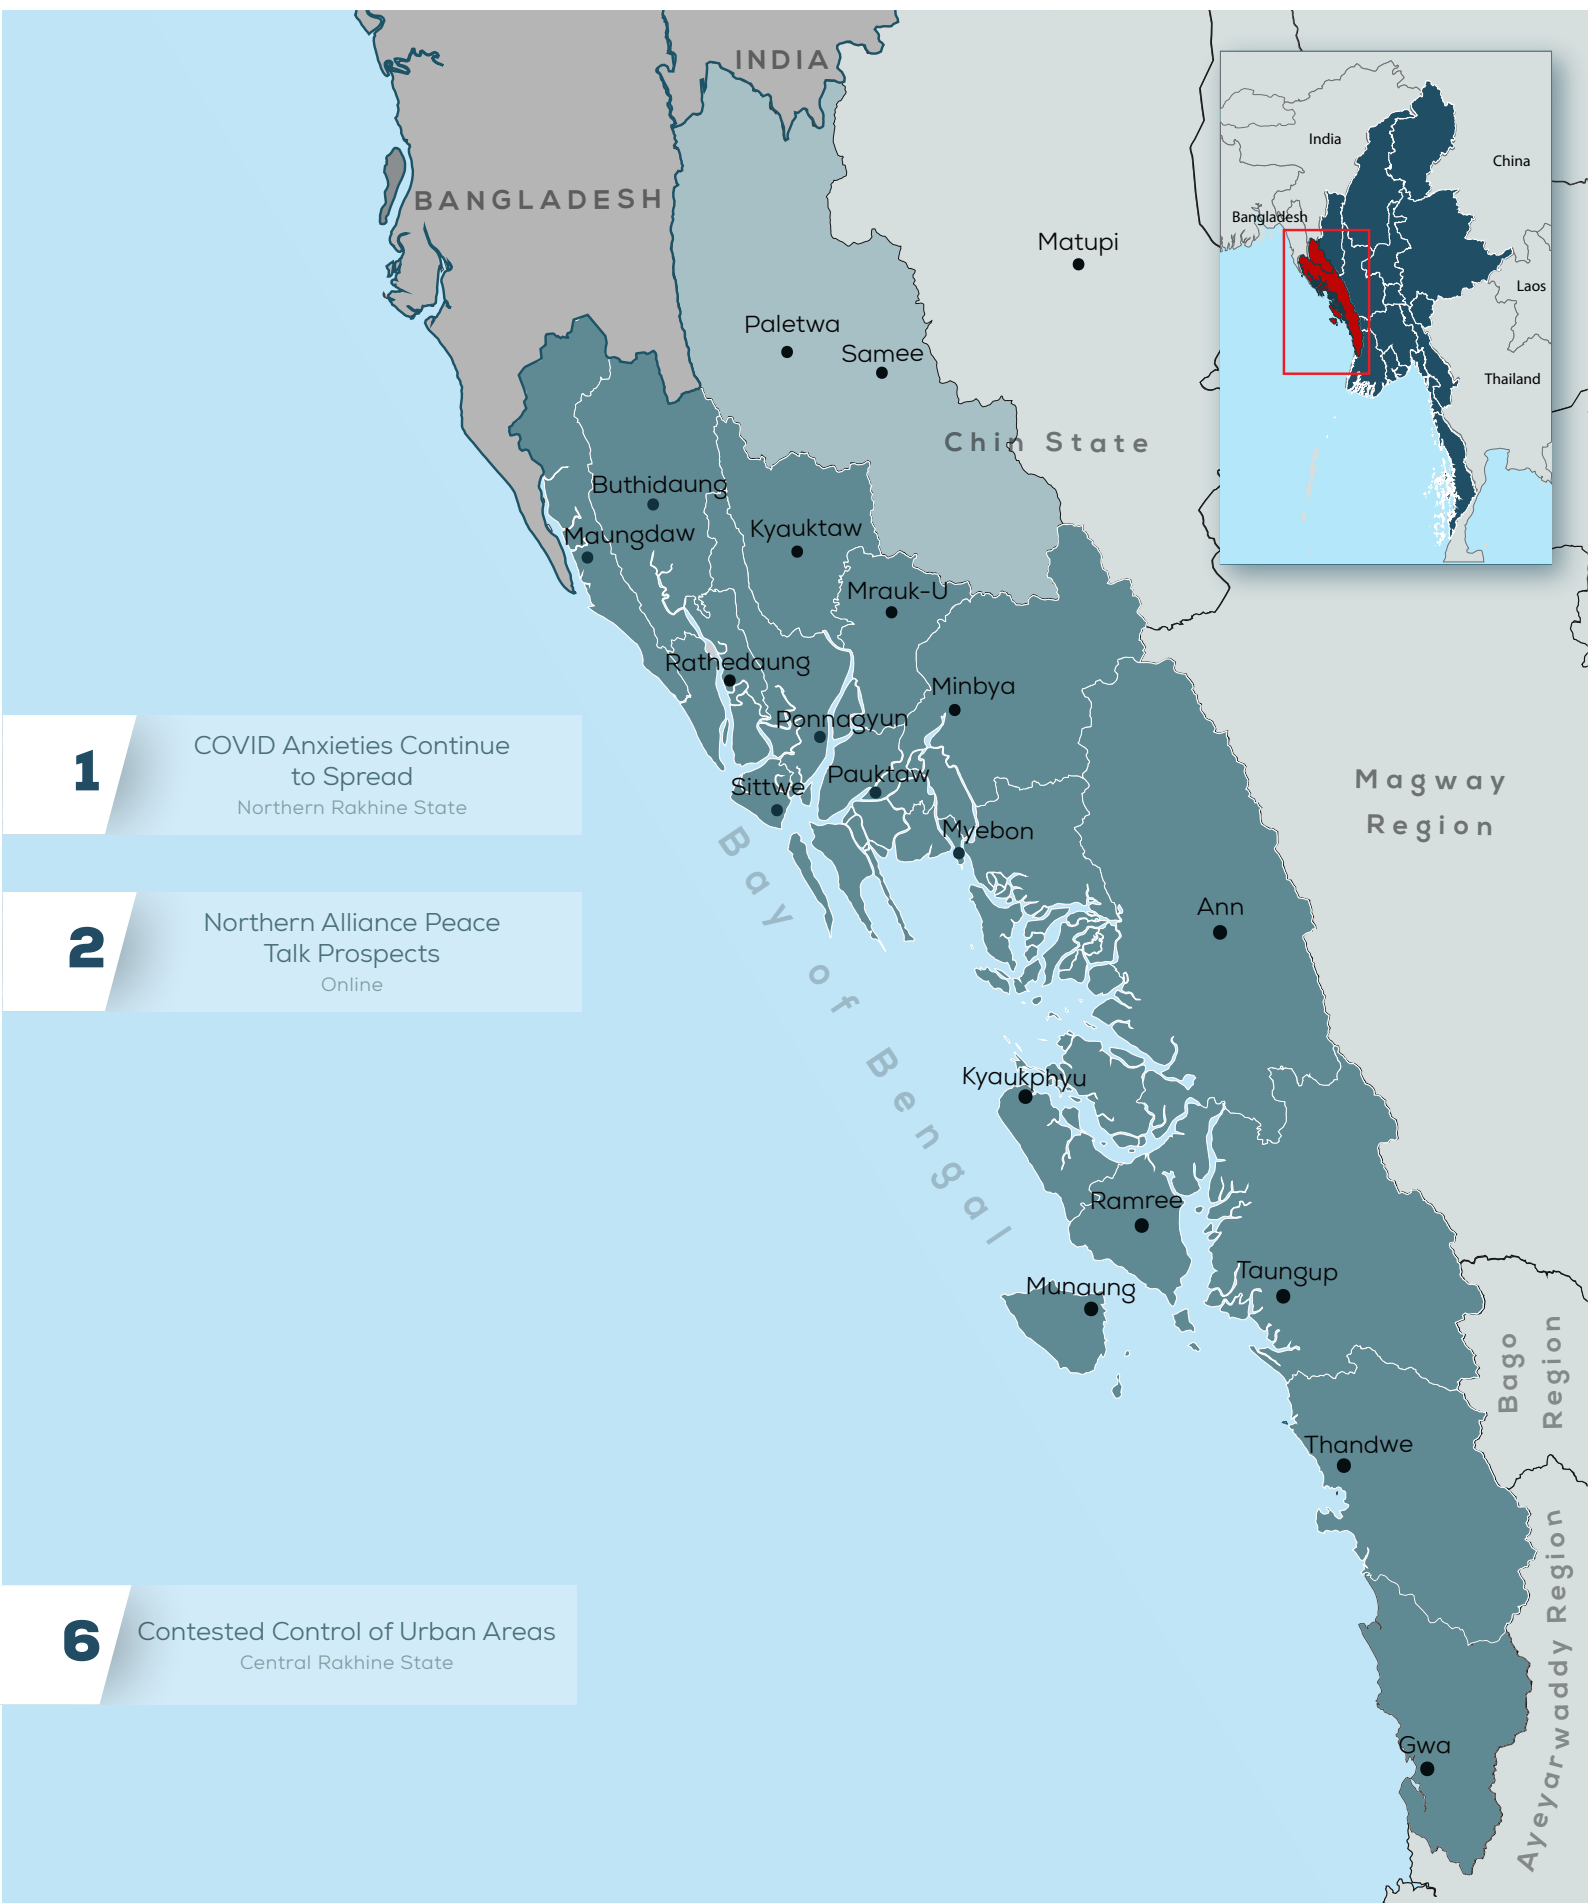 INDIA
BANGLADESH
Matupi
Paletwa
Samee
Chin State
India
China
Bangladesh
Laos
Thailand
Buthidaung
Maungdaw
Kyauktaw
Mrauk-U
Rathedaung
Minbya
Ponnagyun
Pauktaw
Sittwe
Myebon
Magway
Region
Ann
Bay of Bengal
Kyaukphyu
Ramree
Munaung
Taungup
Bago
Region
Thandwe
Ayeyarwaddy Region
Gwa
1
COVID Anxieties Continue
to Spread
Northern Rakhine State
2
Northern Alliance Peace
Talk Prospects
Online
6
Contested Control of Urban Areas
Central Rakhine State